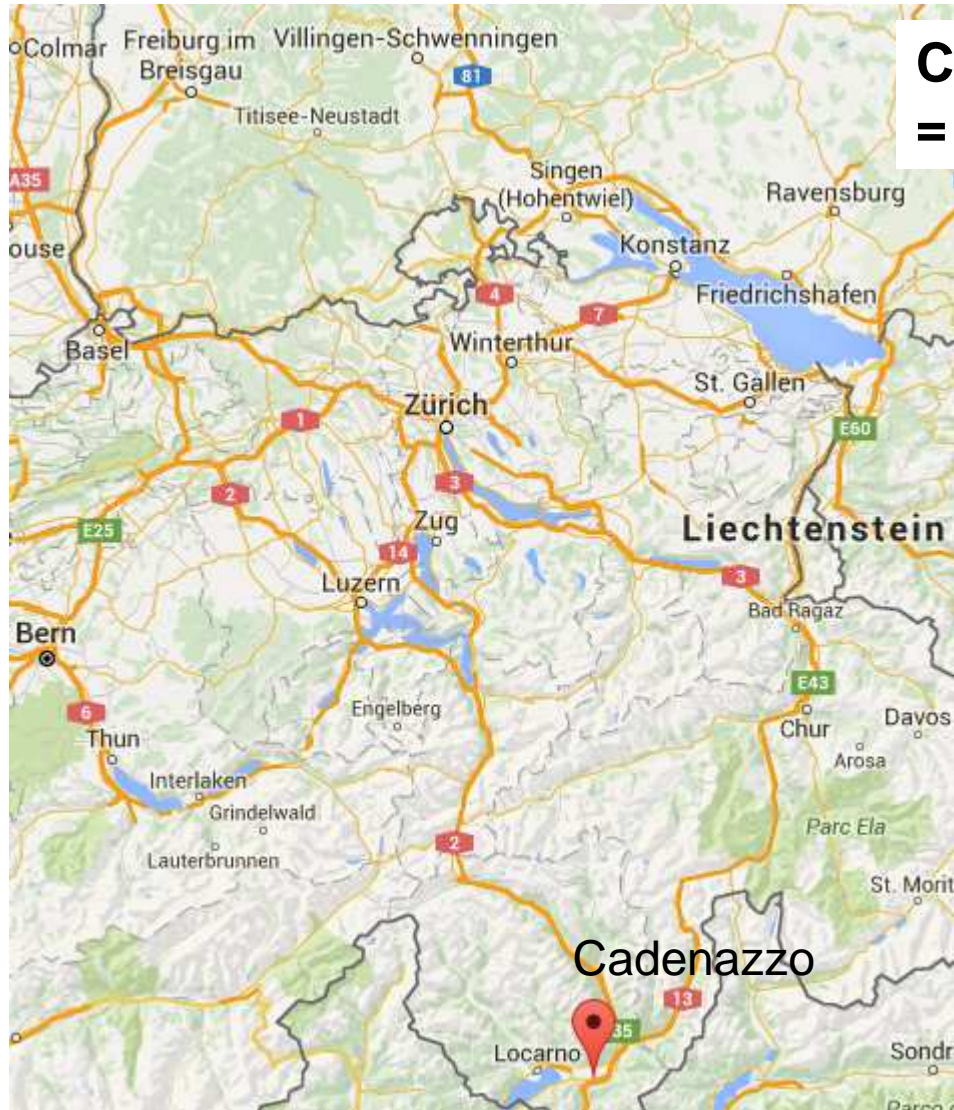 Colmar
Freiburg im
Breisgau
Villingen-Schwenningen
81
C
=
Titisee-Neustadt
A35
Singen
(Hohentwiel)
Ravensburg
ouse
Konstanz
4
7
Friedrichshafen
Basel
Winterthur
St. Gallen
Zürich
1
E60
2
3
E25
Zug
Liechtenstein
14
Luzern
3
Bad Ragaz
Bern
E43
6
Engelberg
Chur
Davos
Thun
Arosa
Interlaken
Grindelwald
Parc Ela
2
Lauterbrunnen
St. Morit
Cadenazzo
13
35
Locarno
Sondr